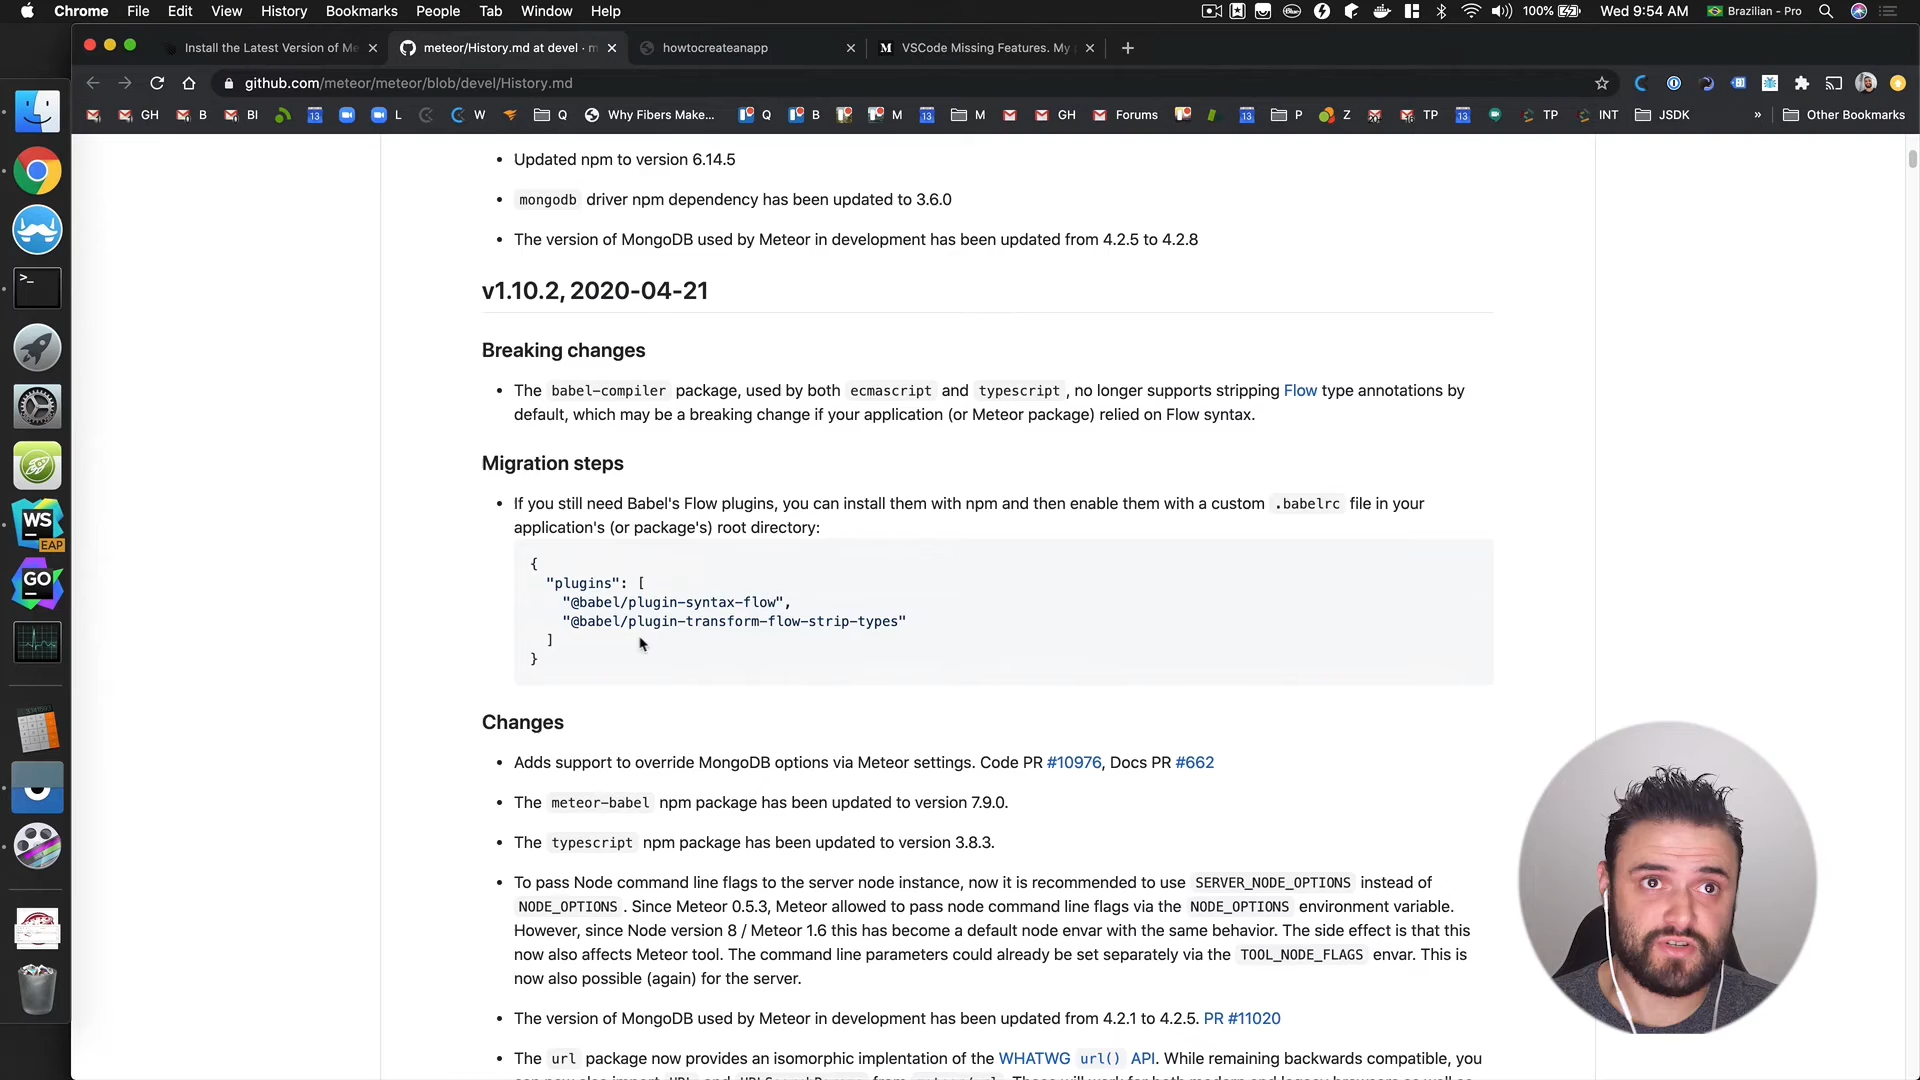 Chrome File Edit View History Bookmarks People Tab Window Help 100% Wed 9:54 AM Brazilian - Pro
Install the Latest Version of Me
meteor/History.md at devel · m
howtocreateanapp
VSCode Missing Features. My
github.com/meteor/meteor/blob/devel/History.md
GH B BI L W Q Why Fibers Make... Q B M M GH Forums P Z TP TP INT JSDK » Other Bookmarks
• Updated npm to version 6.14.5
• mongodb driver npm dependency has been updated to 3.6.0
• The version of MongoDB used by Meteor in development has been updated from 4.2.5 to 4.2.8
v1.10.2, 2020-04-21
Breaking changes
• The babel-compiler package, used by both ecmascript and typescript, no longer supports stripping Flow type annotations by
default, which may be a breaking change if your application (or Meteor package) relied on Flow syntax.
Migration steps
• If you still need Babel's Flow plugins, you can install them with npm and then enable them with a custom .babelrc file in your
application's (or package's) root directory:
{
"plugins": [
"@babel/plugin-syntax-flow",
"@babel/plugin-transform-flow-strip-types"
]
}
Changes
• Adds support to override MongoDB options via Meteor settings. Code PR #10976, Docs PR #662
• The meteor-babel npm package has been updated to version 7.9.0.
• The typescript npm package has been updated to version 3.8.3.
• To pass Node command line flags to the server node instance, now it is recommended to use SERVER_NODE_OPTIONS instead of
NODE_OPTIONS . Since Meteor 0.5.3, Meteor allowed to pass node command line flags via the NODE_OPTIONS environment variable.
However, since Node version 8 / Meteor 1.6 this has become a default node envar with the same behavior. The side effect is that this
now also affects Meteor tool. The command line parameters could already be set separately via the TOOL_NODE_FLAGS envar. This is
now also possible (again) for the server.
• The version of MongoDB used by Meteor in development has been updated from 4.2.1 to 4.2.5. PR #11020
• The url package now provides an isomorphic implentation of the WHATWG url() API. While remaining backwards compatible, you
WS
EAP
GO